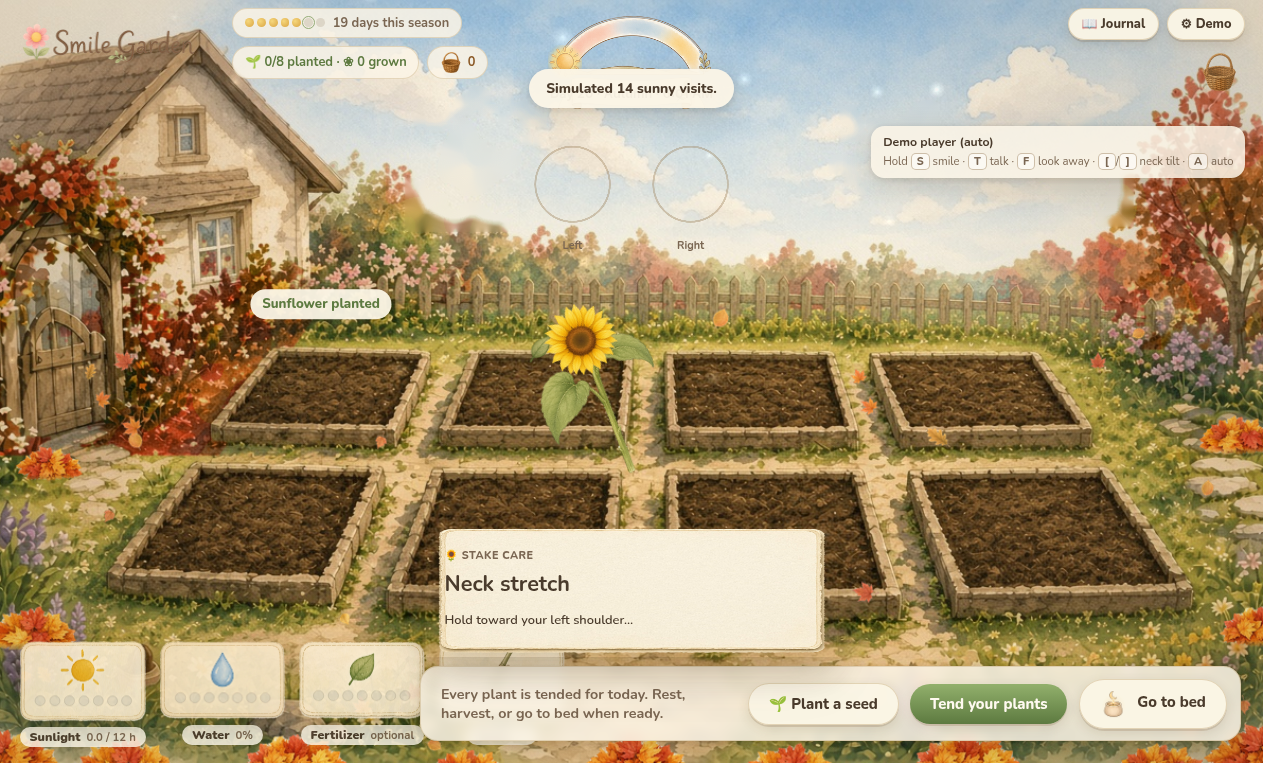 Smile Gard
19 days this season
0/8 planted · 0 grown
0
Simulated 14 sunny visits.
Journal
Demo
Demo player (auto)
Hold S smile · T talk · F look away · [ / ] neck tilt · A auto
Left
Right
Sunflower planted
STAKE CARE
Neck stretch
Hold toward your left shoulder...
Every plant is tended for today. Rest,
harvest, or go to bed when ready.
Plant a seed
Tend your plants
Go to bed
Sunlight 0.0 / 12 h
Water 0%
Fertilizer optional